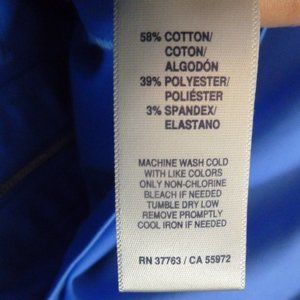 58% COTTON/
COTON/
ALGODÓN
39% POLYESTER/
POLIÉSTER
3% SPANDEX/
ELASTANO
MACHINE WASH COLD
WITH LIKE COLORS
ONLY NON-CHLORINE
BLEACH IF NEEDED
TUMBLE DRY LOW
REMOVE PROMPTLY
COOL IRON IF NEEDED
RN 37763 / CA 55972